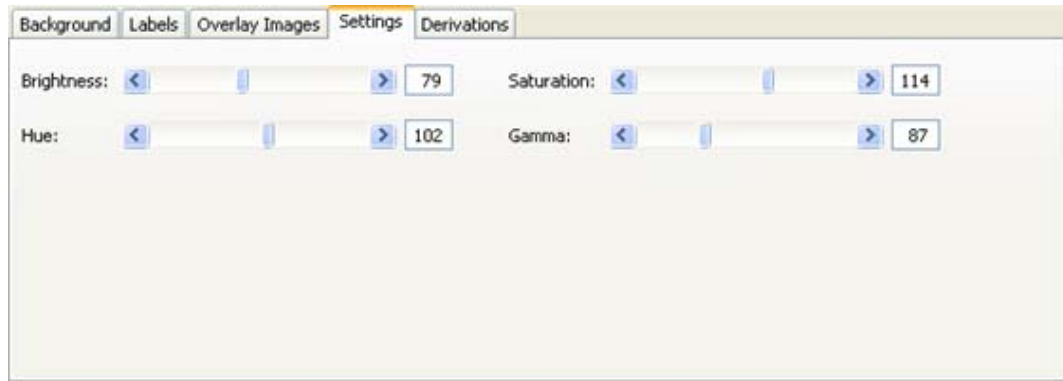 Background Labels Overlay Images Settings Derivations
Brightness: 79 Saturation: 114
Hue: 102 Gamma: 87